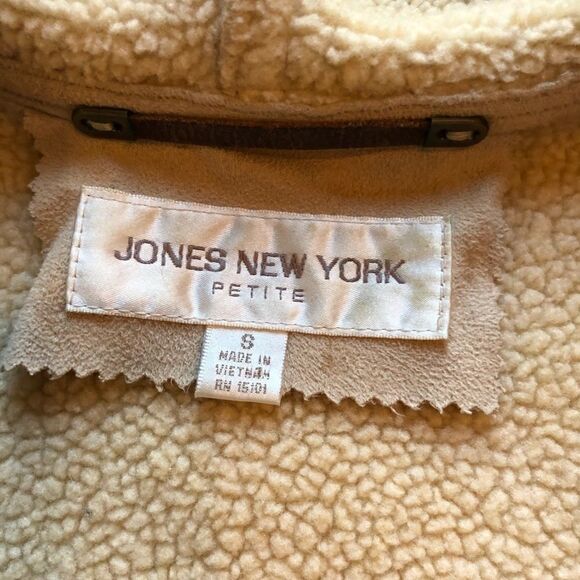 JONES NEW YORK
PETITE
S
MADE IN
VIETNAM
RN 15101